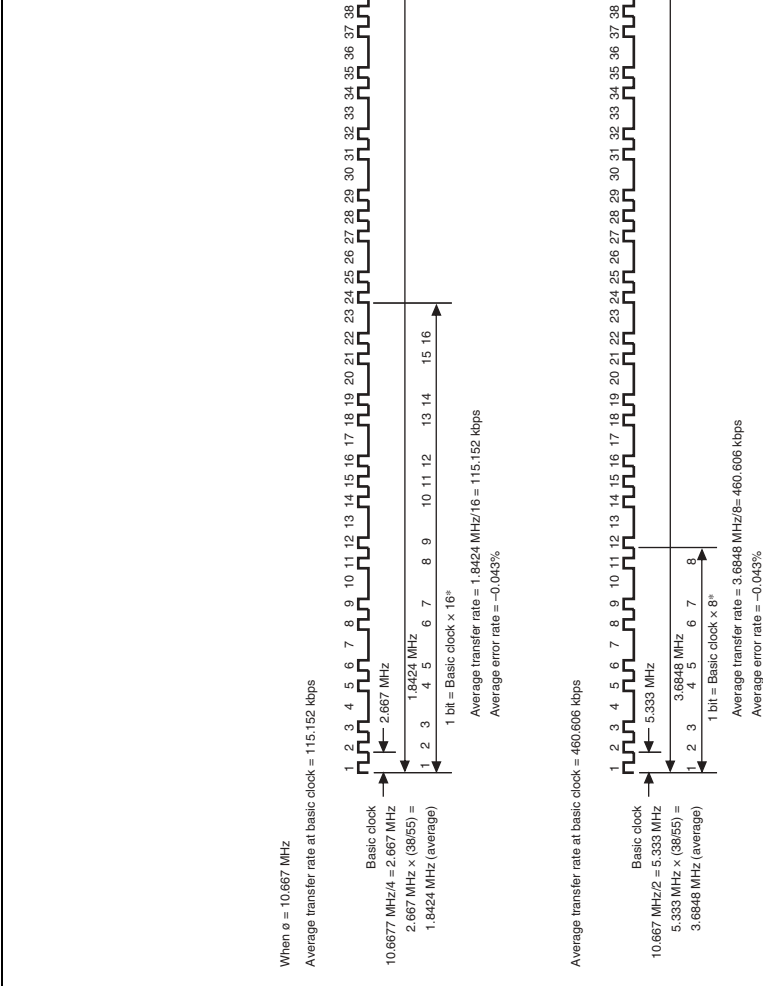 When ø = 10.667 MHz
Average transfer rate at basic clock = 115.152 kbps
1 2 3 4 5 6 7 8 9 10 11 12 13 14 15 16 17 18 19 20 21 22 23 24 25 26 27 28 29 30 31 32 33 34 35 36 37 38
Basic clock
10.6677 MHz/4 = 2.667 MHz
2.667 MHz
2.667 MHz × (38/55) =
1.8424 MHz (average)
1.8424 MHz
1 2 3 4 5 6 7 8 9 10 11 12 13 14 15 16
1 bit = Basic clock × 16*
Average transfer rate = 1.8424 MHz/16 = 115.152 kbps
Average error rate = –0.043%
Average transfer rate at basic clock = 460.606 kbps
1 2 3 4 5 6 7 8 9 10 11 12 13 14 15 16 17 18 19 20 21 22 23 24 25 26 27 28 29 30 31 32 33 34 35 36 37 38
Basic clock
10.667 MHz/2 = 5.333 MHz
5.333 MHz
5.333 MHz × (38/55) =
3.6848 MHz (average)
3.6848 MHz
1 2 3 4 5 6 7 8
1 bit = Basic clock × 8*
Average transfer rate = 3.6848 MHz/8= 460.606 kbps
Average error rate = –0.043%